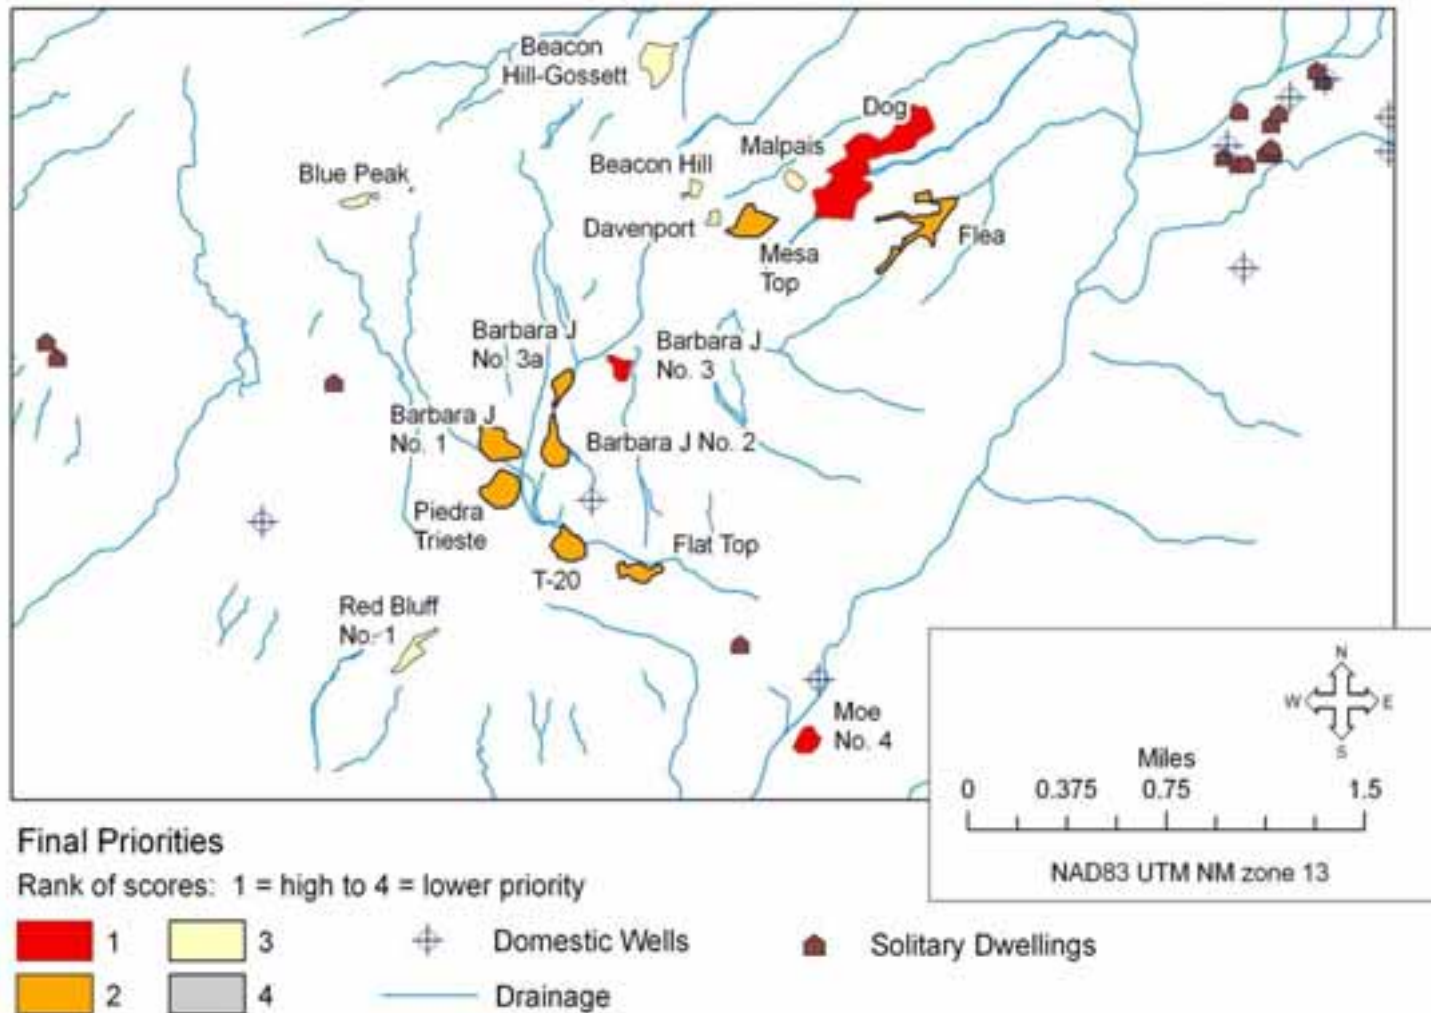 Beacon
Hill-Gossett
Dog
Malpais
Beacon Hill
Blue Peak
Davenport
Flea
Mesa
Top
Barbara J
No. 3a
Barbara J
No. 3
Barbara J
No. 1
Barbara J No. 2
Piedra
Trieste
Flat Top
T-20
Red Bluff
No. 1
Moe
No. 4
N
W E
S
Miles
0 0.375 0.75 1.5
NAD83 UTM NM zone 13
Final Priorities
Rank of scores: 1 = high to 4 = lower priority
1 3 Domestic Wells Solitary Dwellings
2 4 Drainage